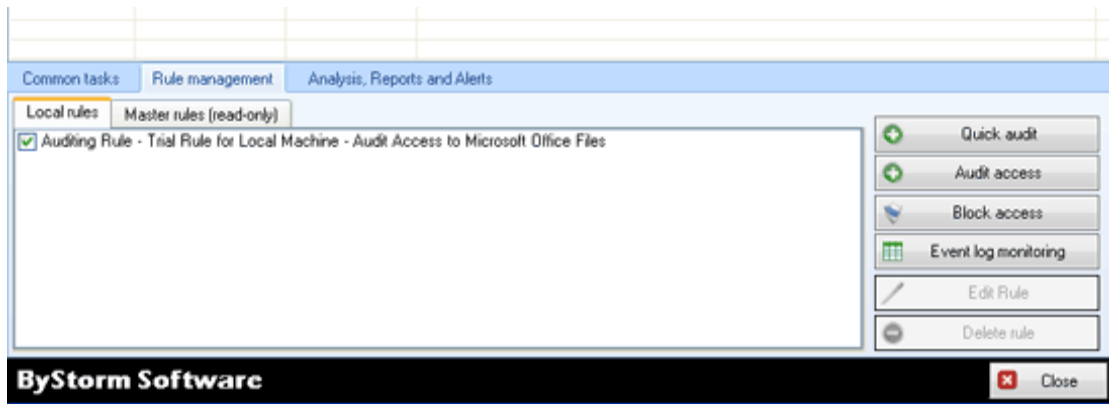 Common tasks Rule management Analysis, Reports and Alerts
Local rules Master rules (read-only)
Auditing Rule - Trial Rule for Local Machine - Audit Access to Microsoft Office Files
Quick audit
Audit access
Block access
Event log monitoring
Edit Rule
Delete rule
ByStorm Software Close